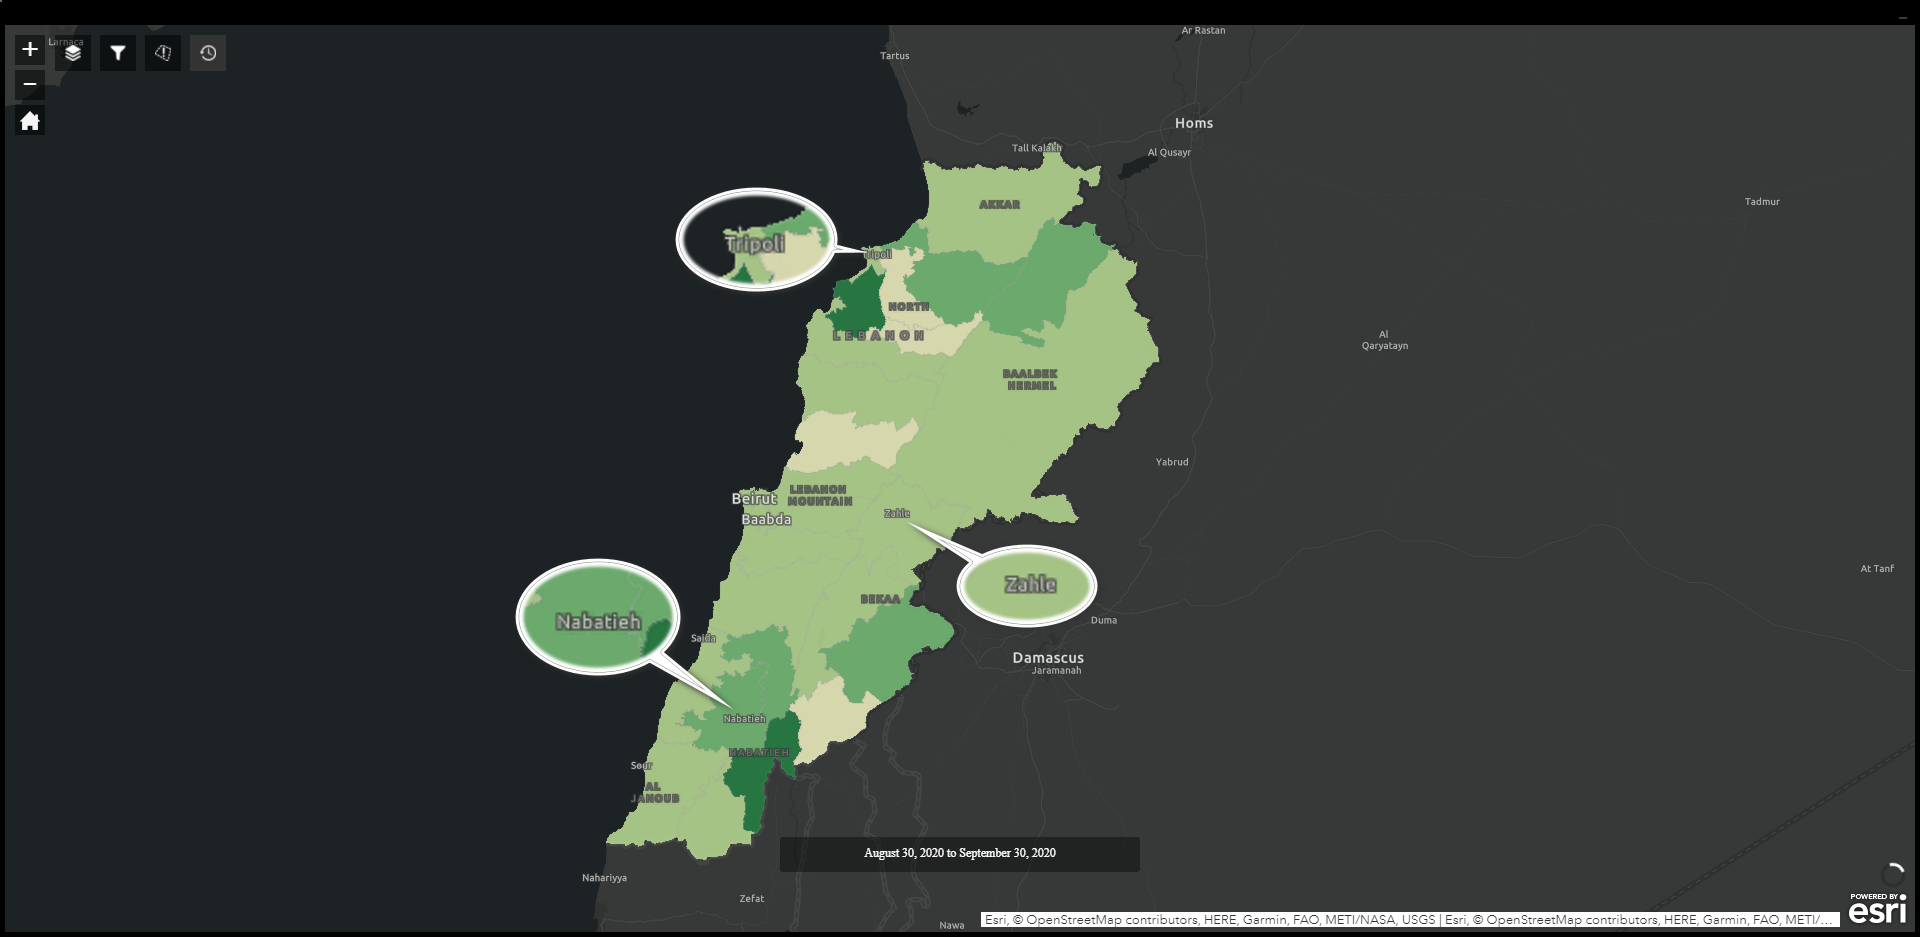 Larnaca
Ar Rastan
Tartus
Homs
Tall Kalakh
Al Qusayr
Tadmur
AKKAR
Tripoli
Tripoli
NORTH
LEBANON
Al
Qaryatayn
BAALBEK
HERMEL
Yabrud
LEBANON
MOUNTAIN
Beirut
Baabda
Zahle
Zahle
At Tanf
BEKAA
Nabatieh
Duma
Saida
Damascus
Jaramanah
Nabatieh
NABATIEH
Sour
AL
JANOUB
August 30, 2020 to September 30, 2020
Nahariyya
Zefat
Nawa
POWERED BY
esri
Esri, © OpenStreetMap contributors, HERE, Garmin, FAO, METI/NASA, USGS | Esri, © OpenStreetMap contributors, HERE, Garmin, FAO, METI/...